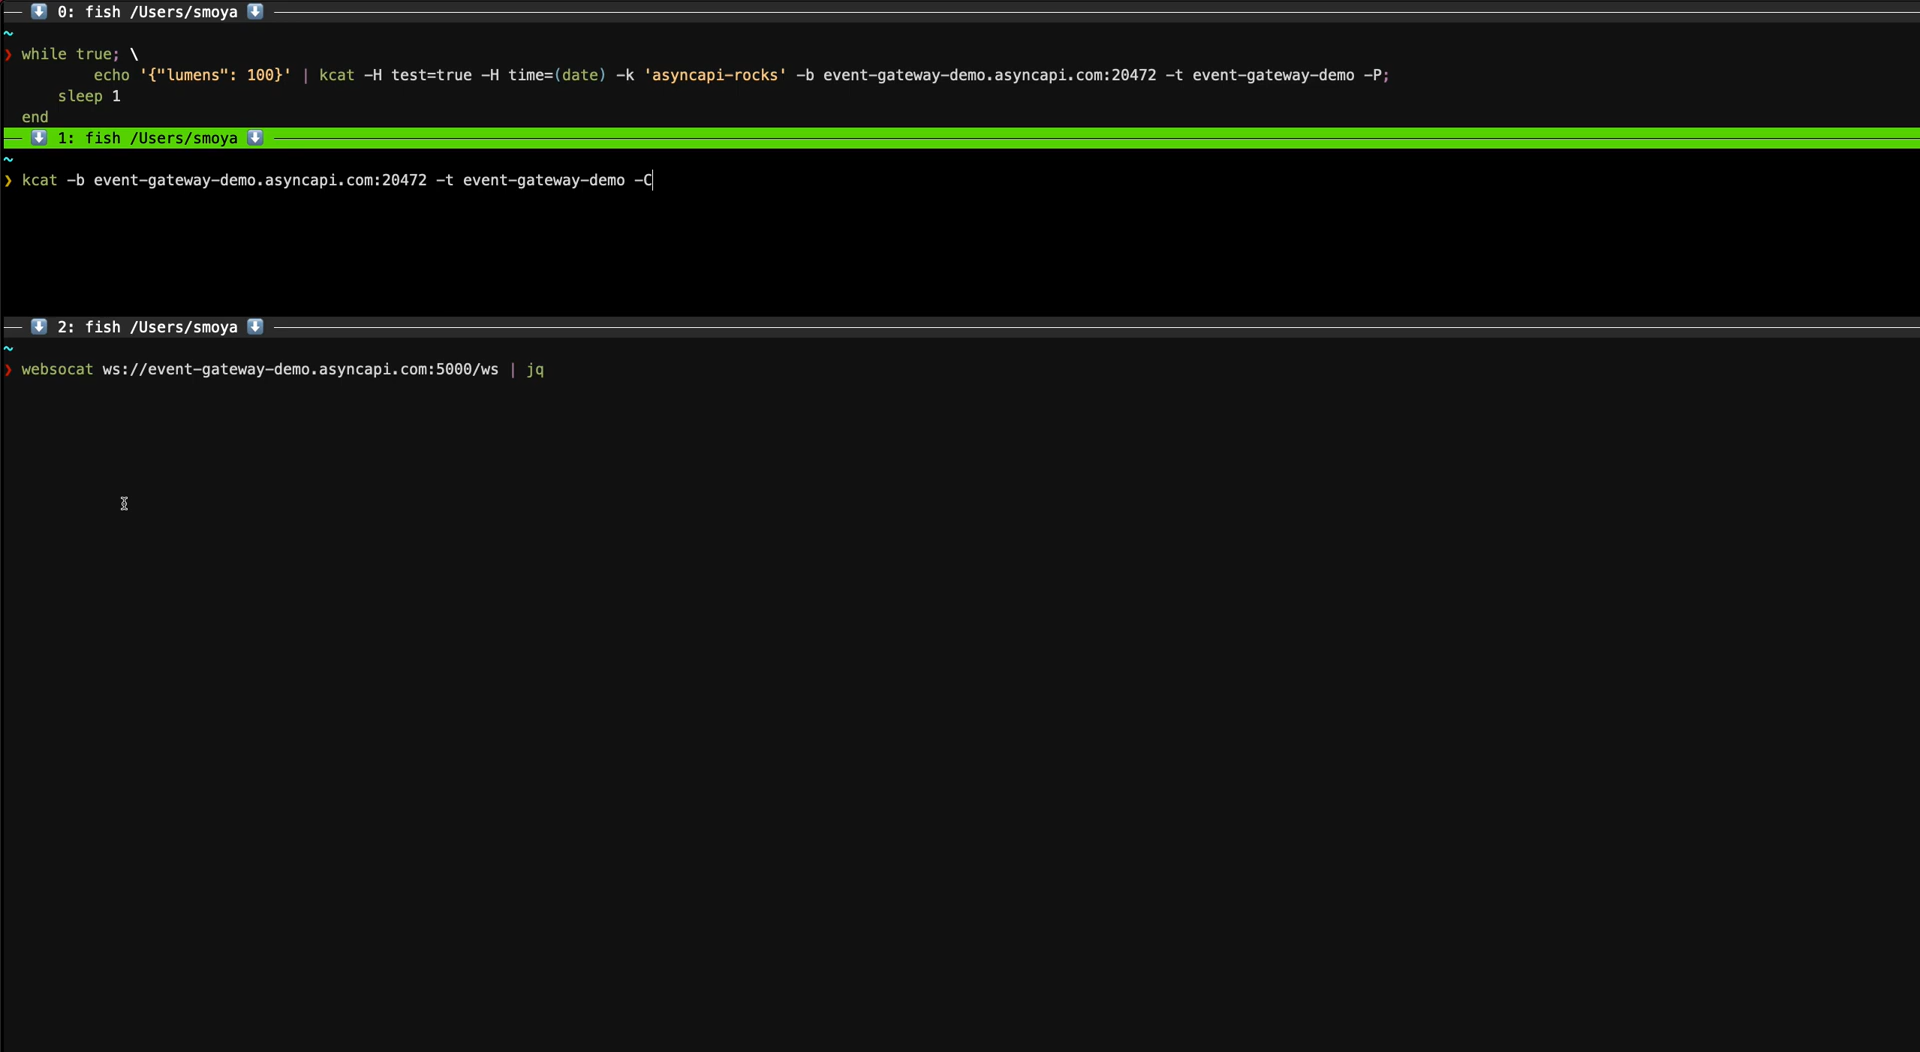 0: fish /Users/smoya
~
❯ while true; \
echo '{"lumens": 100}' | kcat -H test=true -H time=(date) -k 'asyncapi-rocks' -b event-gateway-demo.asyncapi.com:20472 -t event-gateway-demo -P;
sleep 1
end
1: fish /Users/smoya
~
❯ kcat -b event-gateway-demo.asyncapi.com:20472 -t event-gateway-demo -C
2: fish /Users/smoya
~
❯ websocat ws://event-gateway-demo.asyncapi.com:5000/ws | jq